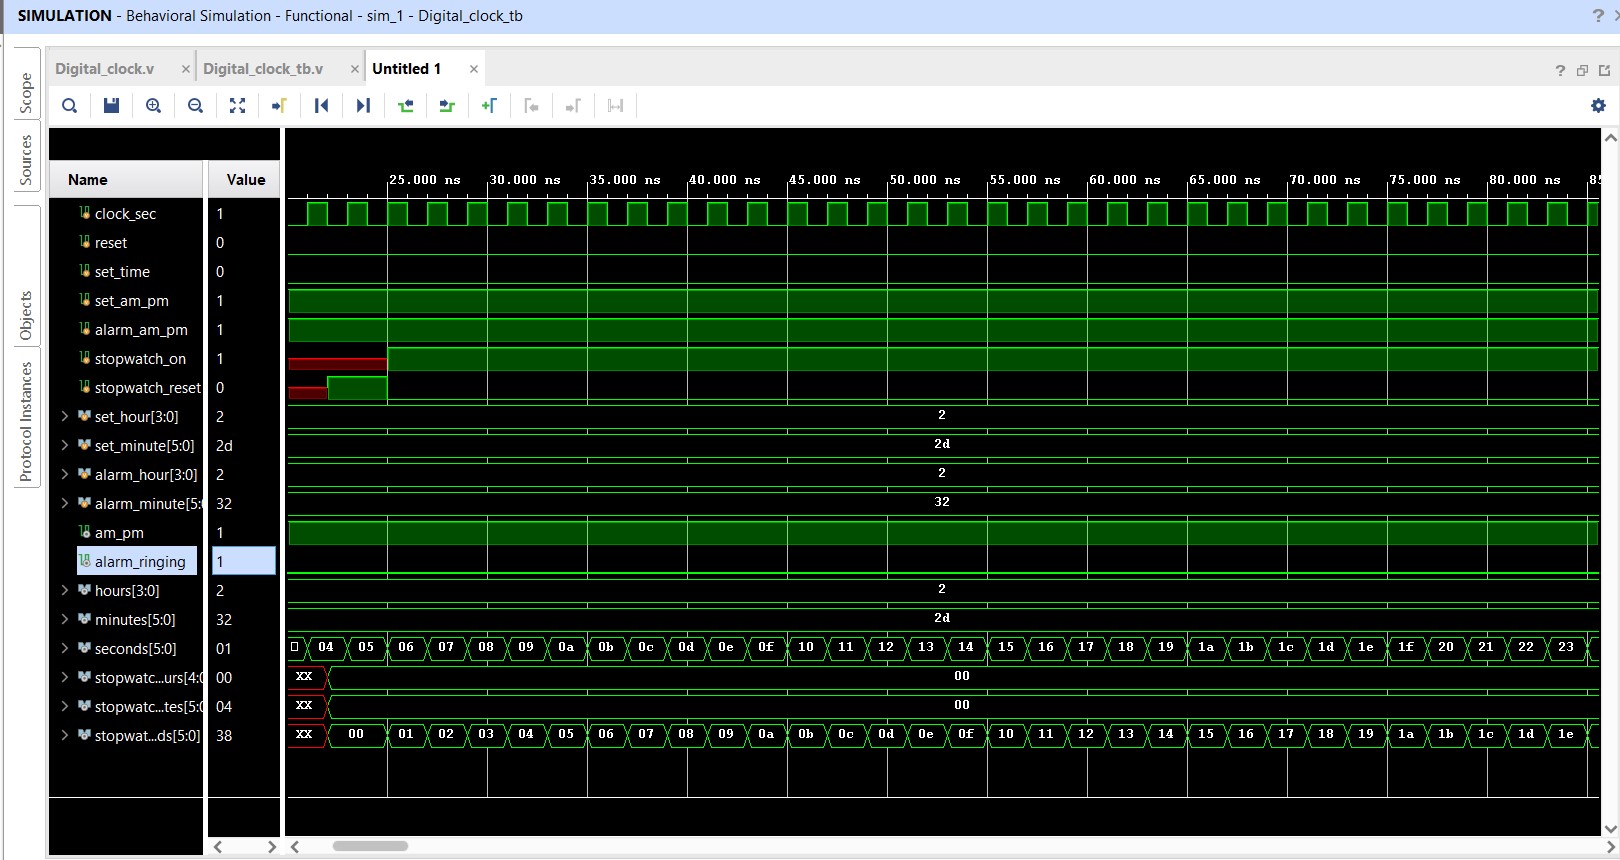 SIMULATION - Behavioral Simulation - Functional - sim_1 - Digital_clock_tb
?
Scope
Sources
Objects
Protocol Instances
Digital_clock.v × Digital_clock_tb.v × Untitled 1 ×
?
Name Value
25.000 ns 30.000 ns 35.000 ns 40.000 ns 45.000 ns 50.000 ns 55.000 ns 60.000 ns 65.000 ns 70.000 ns 75.000 ns 80.000 ns 85
clock_sec 1
reset 0
set_time 0
set_am_pm 1
alarm_am_pm 1
stopwatch_on 1
stopwatch_reset 0
set_hour[3:0] 2 2
set_minute[5:0] 2d 2d
alarm_hour[3:0] 2 2
alarm_minute[5:0 32 32
am_pm 1
alarm_ringing 1
hours[3:0] 2 2
minutes[5:0] 32 2d
seconds[5:0] 01 04 05 06 07 08 09 0a 0b 0c 0d 0e 0f 10 11 12 13 14 15 16 17 18 19 1a 1b 1c 1d 1e 1f 20 21 22 23
stopwatc...urs[4:0 00 XX 00
stopwatc...tes[5:0 04 XX 00
stopwat...ds[5:0] 38 XX 00 01 02 03 04 05 06 07 08 09 0a 0b 0c 0d 0e 0f 10 11 12 13 14 15 16 17 18 19 1a 1b 1c 1d 1e